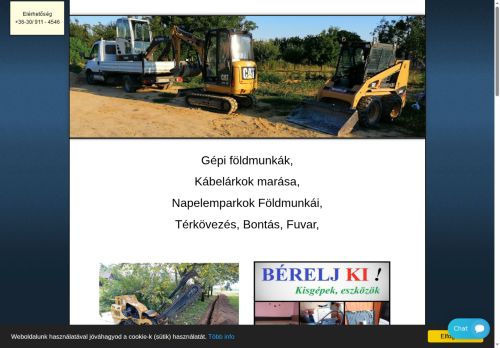 Elérhetőség
+36-30/ 911 - 4546
CAT
Gépi földmunkák,
Kábelárkok marása,
Napelemparkok Földmunkái,
Térkövezés, Bontás, Fuvar,
BÉRELJ KI !
Kisgépek, eszközök
Weboldalunk használatával jóváhagyod a cookie-k (sütik) használatát. Több info
Chat